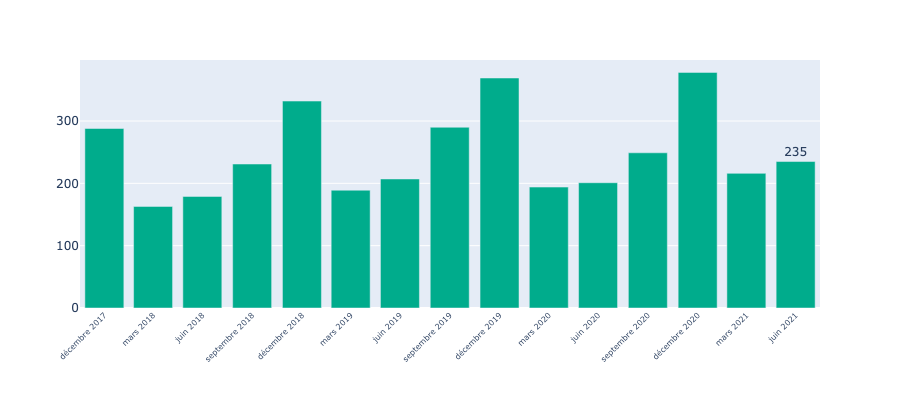 300
200
100
0
235
décembre 2017
mars 2018
juin 2018
septembre 2018
décembre 2018
mars 2019
juin 2019
septembre 2019
décembre 2019
mars 2020
juin 2020
septembre 2020
décembre 2020
mars 2021
juin 2021